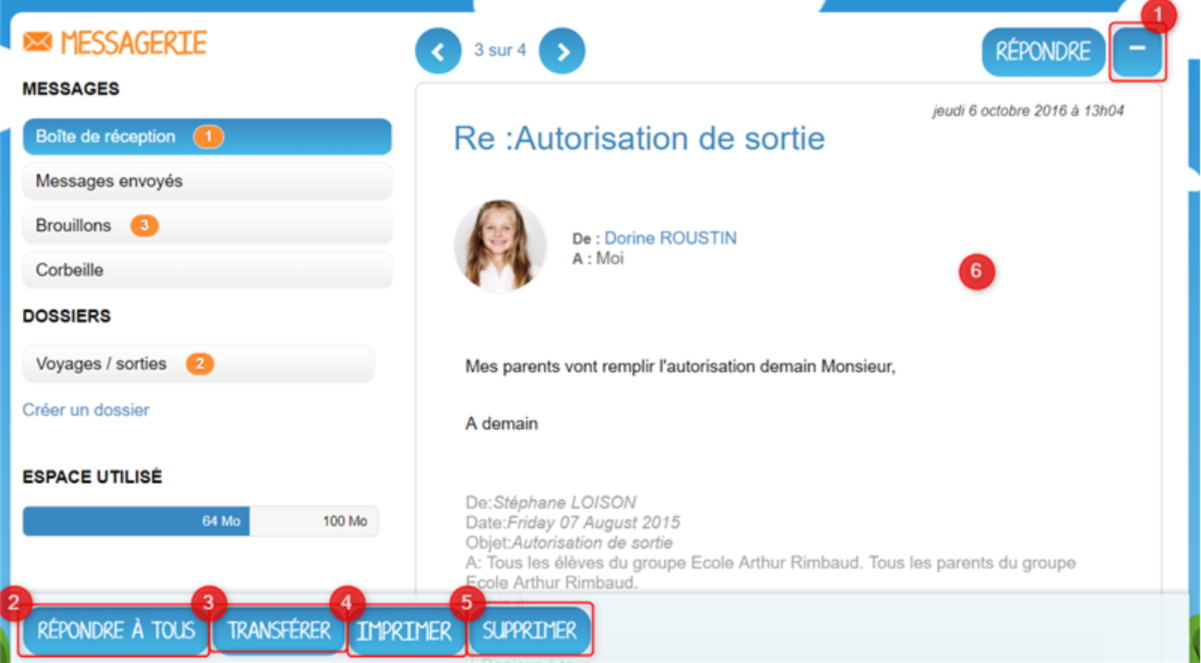 MESSAGERIE
3 sur 4
RÉPONDRE
-
1
MESSAGES
Boîte de réception 1
Messages envoyés
Brouillons 3
Corbeille
DOSSIERS
Voyages / sorties 2
Créer un dossier
ESPACE UTILISÉ
64 Mo 100 Mo
jeudi 6 octobre 2016 à 13h04
Re :Autorisation de sortie
De : Dorine ROUSTIN
A : Moi
6
Mes parents vont remplir l'autorisation demain Monsieur,
A demain
De:Stéphane LOISON
Date:Friday 07 August 2015
Objet:Autorisation de sortie
A: Tous les élèves du groupe Ecole Arthur Rimbaud. Tous les parents du groupe
Ecole Arthur Rimbaud.
2 3 4 5
RÉPONDRE À TOUS TRANSFÉRER IMPRIMER SUPPRIMER